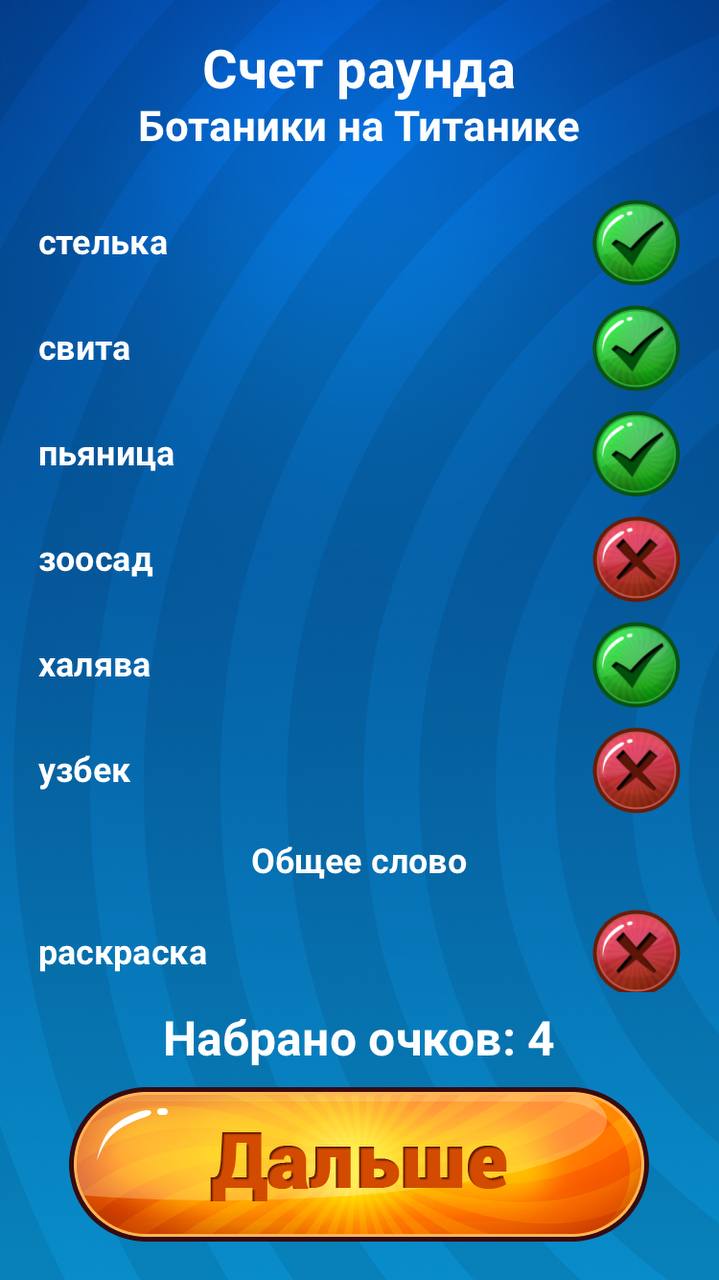 Счет раунда
Ботаники на Титанике
стелька
свита
пьяница
зоосад
халява
узбек
Общее слово
раскраска
Набрано очков: 4
Дальше